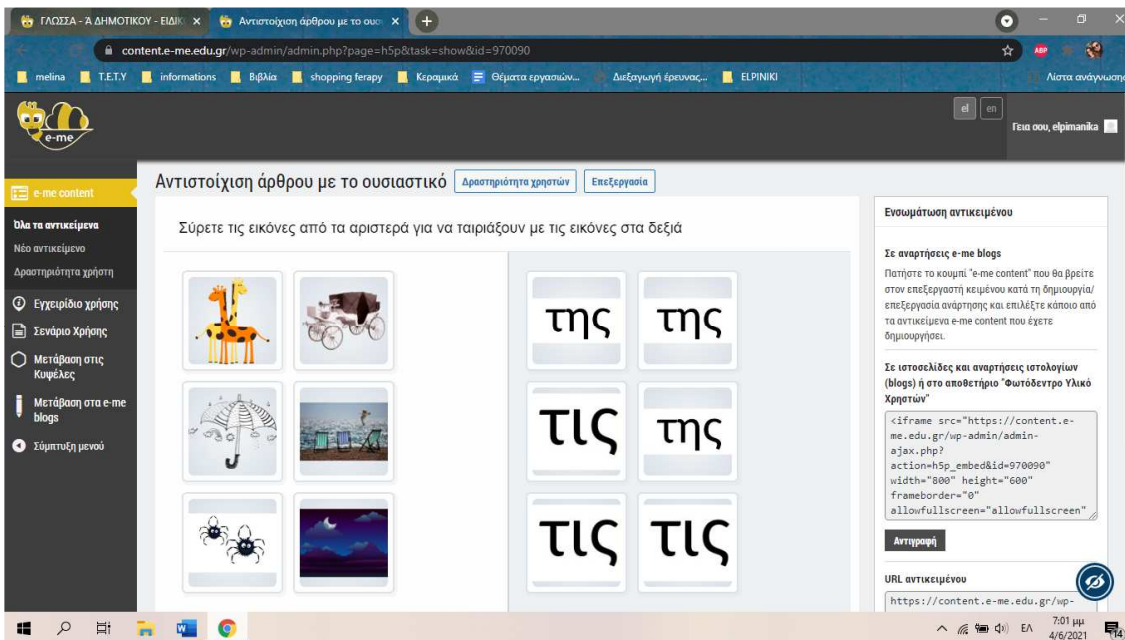 ΓΛΩΣΣΑ - Ά ΔΗΜΟΤΙΚΟΥ - ΕΙΔΙΚ
Αντιστοίχιση άρθρου με το ουσι
content.e-me.edu.gr/wp-admin/admin.php?page=h5p&task=show&id=970090
ABP
melina
T.E.T.Y
informations
Βιβλία
shopping ferapy
Κεραμικά
Θέματα εργασιών...
Διεξαγωγή έρευνας...
ELPINIKI
Λίστα ανάγνωσης
e-me
el
en
Γεια σου, elpimanika
e-me content
Όλα τα αντικείμενα
Νέο αντικείμενο
Δραστηριότητα χρήστη
Εγχειρίδιο χρήσης
Σενάριο Χρήσης
Μετάβαση στις
Κυψέλες
Μετάβαση στα e-me
blogs
Σύμπτυξη μενού
Αντιστοίχιση άρθρου με το ουσιαστικό
Δραστηριότητα χρηστών
Επεξεργασία
Σύρετε τις εικόνες από τα αριστερά για να ταιριάξουν με τις εικόνες στα δεξιά
της της
τις της
τις τις
Ενσωμάτωση αντικειμένου
Σε αναρτήσεις e-me blogs
Πατήστε το κουμπί "e-me content" που θα βρείτε
στον επεξεργαστή κειμένου κατά τη δημιουργία/
επεξεργασία ανάρτησης και επιλέξτε κάποιο από
τα αντικείμενα e-me content που έχετε
δημιουργήσει.
Σε ιστοσελίδες και αναρτήσεις ιστολογίων
(blogs) ή στο αποθετήριο "Φωτόδεντρο Υλικό
Χρηστών"
<iframe src="https://content.e-
me.edu.gr/wp-admin/admin-
ajax.php?
action=h5p_embed&id=970090"
width="800" height="600"
frameborder="0"
allowfullscreen="allowfullscreen"
Αντιγραφή
URL αντικειμένου
https://content.e-me.edu.gr/wp-
ΕΛ
7:01 μμ
4/6/2021
14